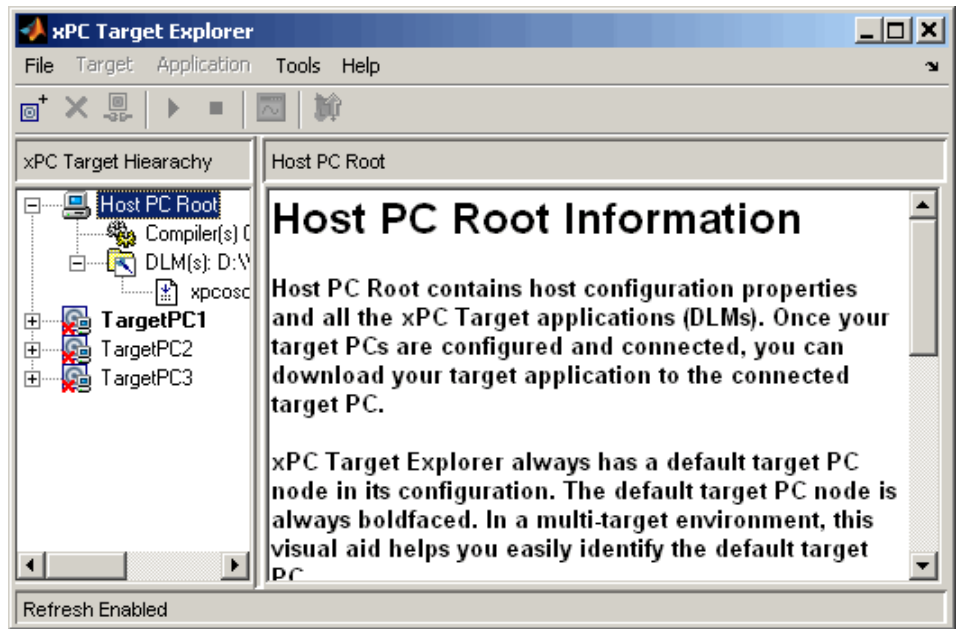 xPC Target Explorer
File Target Application Tools Help
xPC Target Hiearachy
Host PC Root
Host PC Root
Compiler(s)
DLM(s): D:\
xpcosc
TargetPC1
TargetPC2
TargetPC3
Host PC Root Information
Host PC Root contains host configuration properties
and all the xPC Target applications (DLMs). Once your
target PCs are configured and connected, you can
download your target application to the connected
target PC.
xPC Target Explorer always has a default target PC
node in its configuration. The default target PC node is
always boldfaced. In a multi-target environment, this
visual aid helps you easily identify the default target
PC
Refresh Enabled